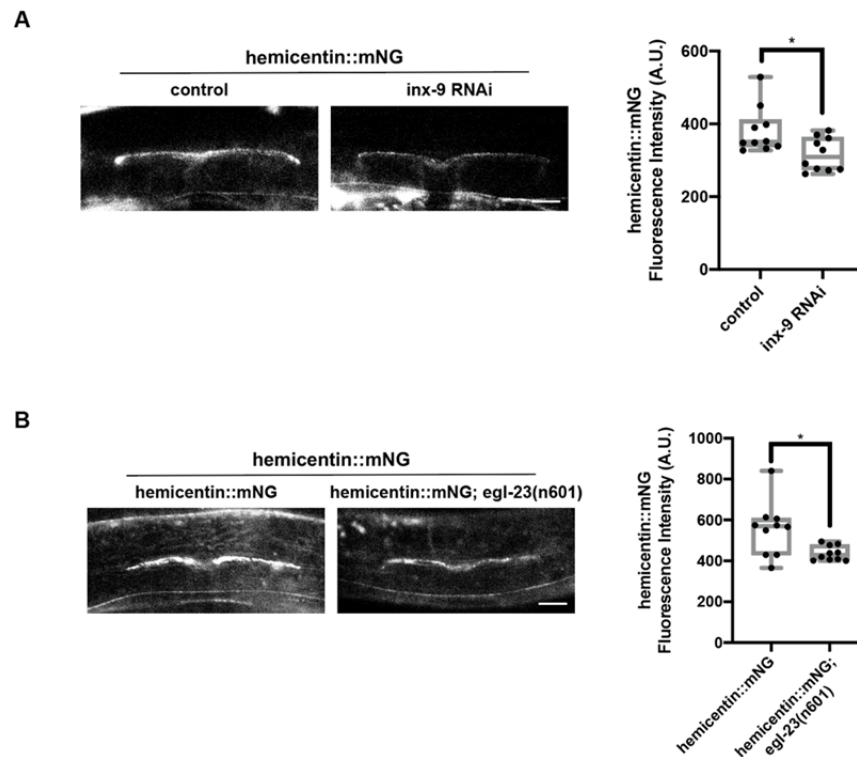 A
hemicentin::mNG
control
inx-9 RNAi
hemicentin::mNG
Fluorescence Intensity (A.U.)
600
400
200
0
*
control
inx-9 RNAi
B
hemicentin::mNG
hemicentin::mNG
hemicentin::mNG; egl-23(n601)
hemicentin::mNG
Fluorescence Intensity (A.U.)
1000
800
600
400
200
0
*
hemicentin::mNG
hemicentin::mNG;
egl-23(n601)